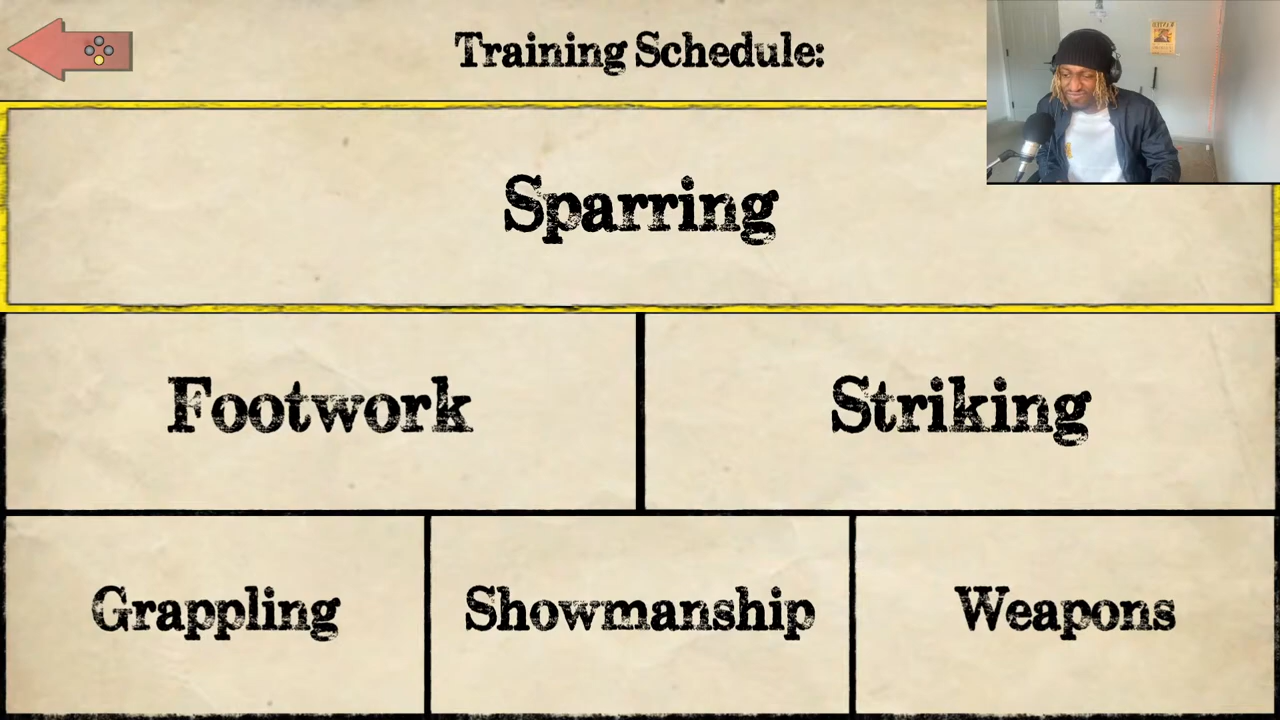 Training Schedule:
Sparring
Footwork
Striking
Grappling
Showmanship
Weapons